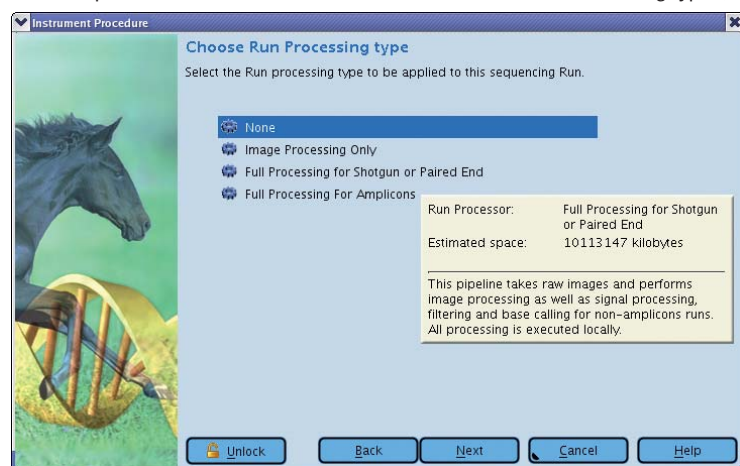 Instrument Procedure
Choose Run Processing type
Select the Run processing type to be applied to this sequencing Run.
None
Image Processing Only
Full Processing for Shotgun or Paired End
Full Processing For Amplicons
Run Processor: Full Processing for Shotgun
or Paired End
Estimated space: 10113147 kilobytes
This pipeline takes raw images and performs
image processing as well as signal processing,
filtering and base calling for non-amplicons runs.
All processing is executed locally.
Unlock Back Next Cancel Help